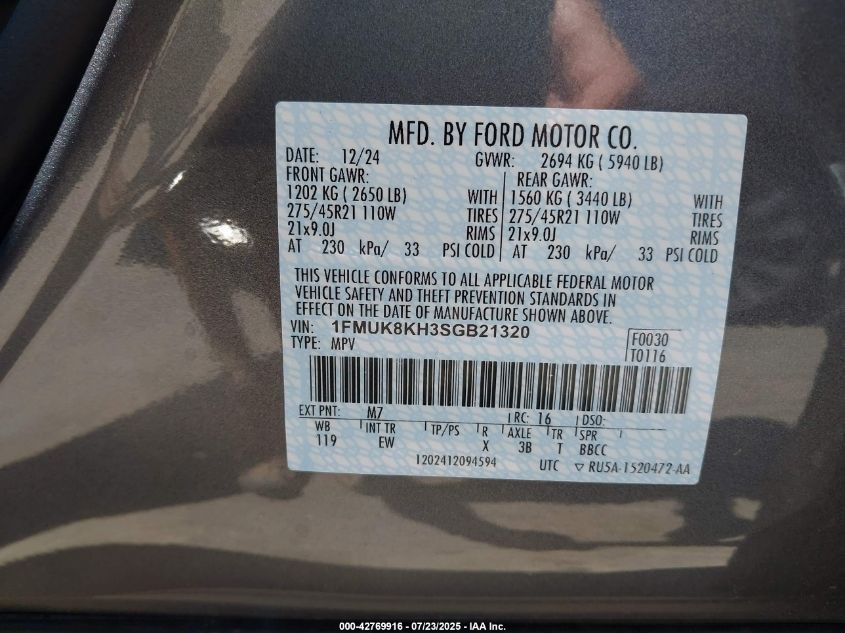 MFD. BY FORD MOTOR CO.
DATE: 12/24 GVWR: 2694 KG ( 5940 LB)
FRONT GAWR: REAR GAWR:
1202 KG ( 2650 LB) WITH 1560 KG ( 3440 LB) WITH
275/45R21 110W TIRES 275/45R21 110W TIRES
21x9.0J RIMS 21x9.0J RIMS
AT 230 kPa/ 33 PSI COLD AT 230 kPa/ 33 PSI COLD
THIS VEHICLE CONFORMS TO ALL APPLICABLE FEDERAL MOTOR
VEHICLE SAFETY AND THEFT PREVENTION STANDARDS IN
EFFECT ON THE DATE OF MANUFACTURE SHOWN ABOVE.
VIN: 1FMUK8KH3SGB21320
TYPE: MPV
F0030
T0116
EXT PNT: M7 RC: 16 DSO:
WB INT TR TP/PS R AXLE TR SPR
119 EW X 3B T BBCC
1202412094594 UTC ▽ RU5A-1520472-AA
000-42769916 - 07/23/2025 - IAA Inc.